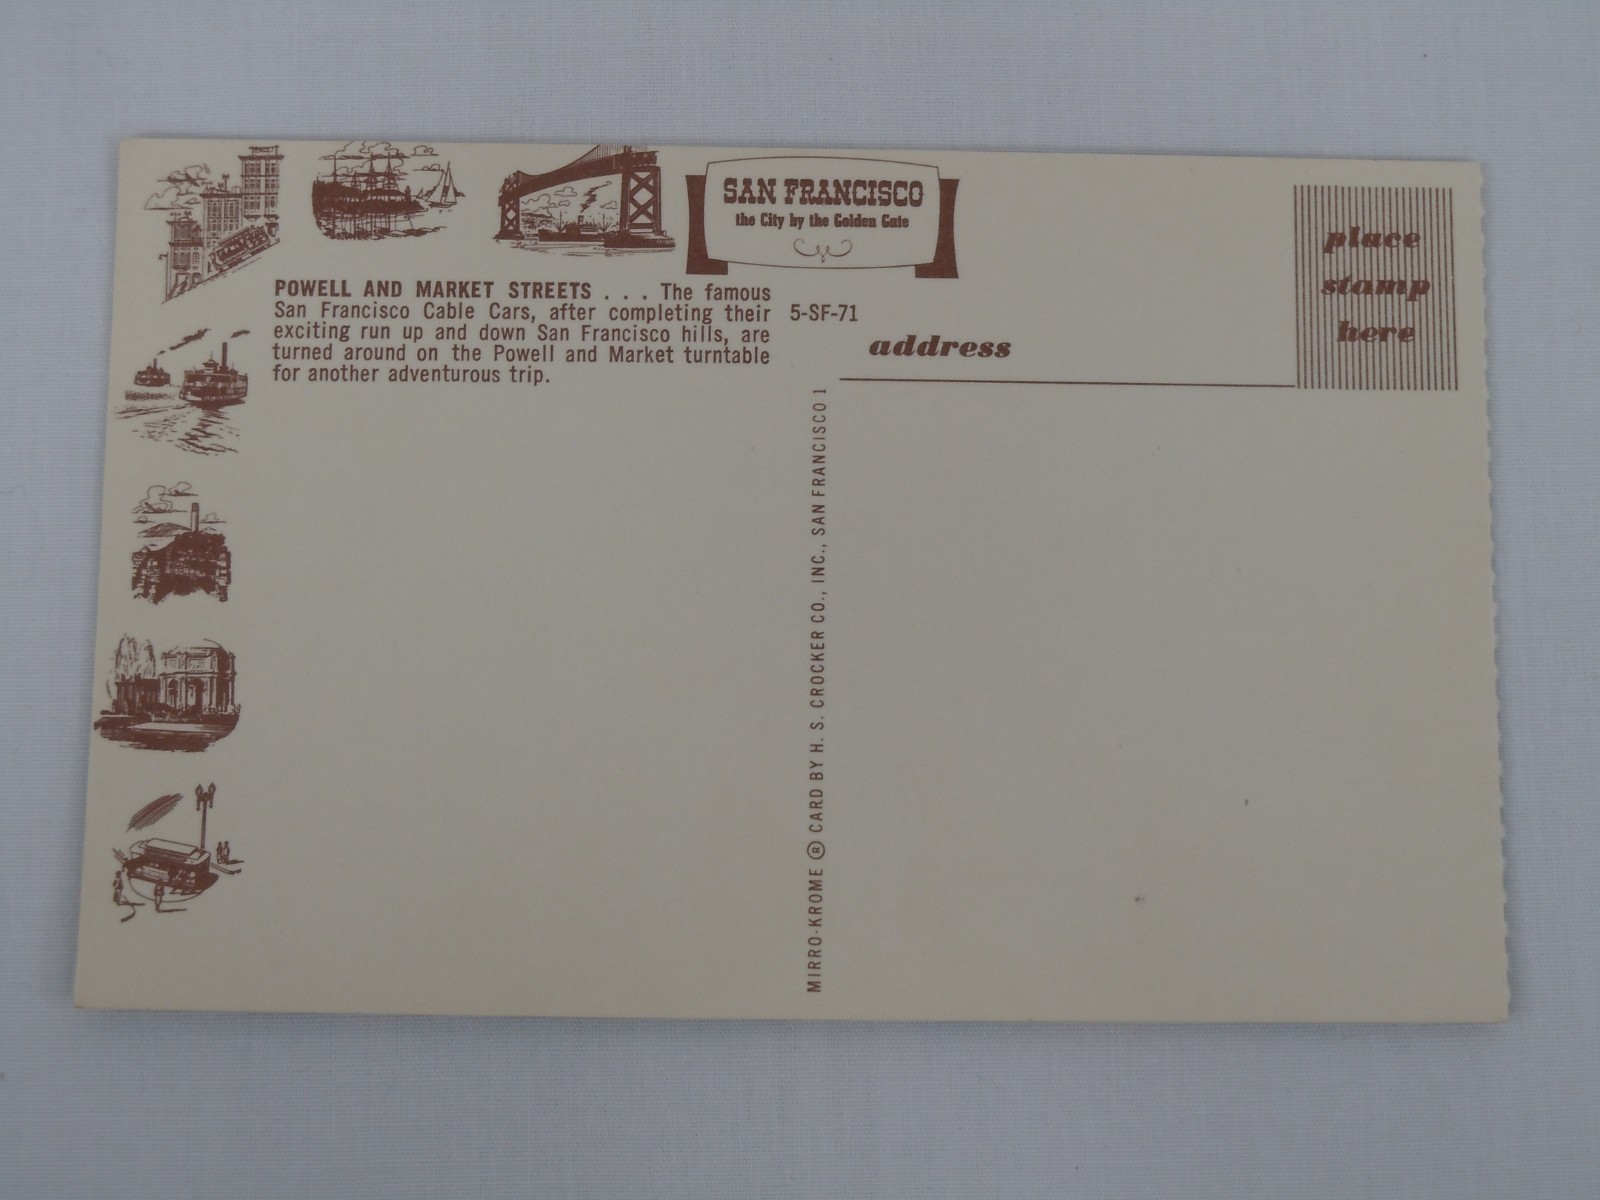 SAN FRANCISCO
the City by the Golden Gate
POWELL AND MARKET STREETS . . . The famous
San Francisco Cable Cars, after completing their
exciting run up and down San Francisco hills, are
turned around on the Powell and Market turntable
for another adventurous trip.
5-SF-71
address
place
stamp
here
MIRRO-KROME ® CARD BY H. S. CROCKER CO., INC., SAN FRANCISCO 1